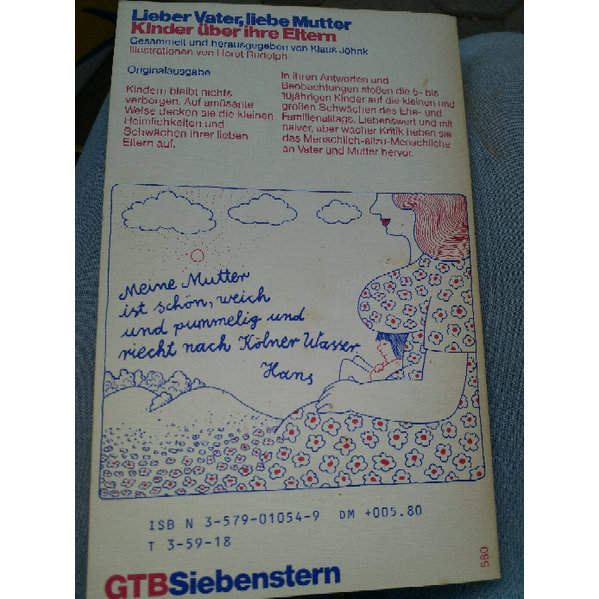 Lieber Vater, liebe Mutter
Kinder über ihre Eltern
Gesammelt und herausgegeben von Klaus Jöhnk
Illustrationen von Horst Rudolph
Originalausgabe
Kindern bleibt nichts
verborgen. Auf amüsante
Weise decken sie die kleinen
Heimlichkeiten und
Schwächen ihrer lieben
Eltern auf.
In ihren Antworten und
Beobachtungen stoßen die 5- bis
10jährigen Kinder auf die kleinen und
großen Schwächen des Ehe- und
Familienalltags. Liebenswert und mit
naiver, aber wacher Kritik heben sie
das Menschlich-allzu-Menschliche
an Vater und Mutter hervor.
Meine Mutter
ist schön, weich
und pummelig und
riecht nach Kölner Wasser
Hans
ISB N 3-579-01054-9 DM +005.80
T 3-59-18
580
GTBSiebenstern